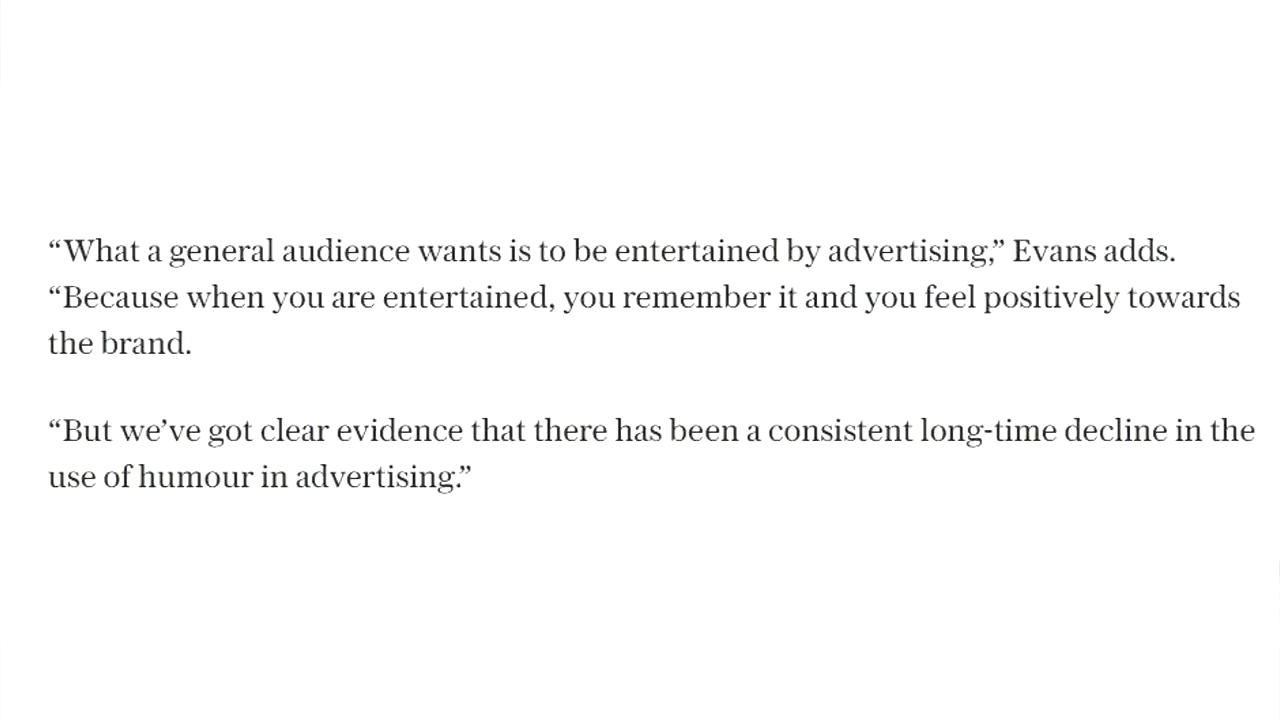 “What a general audience wants is to be entertained by advertising,” Evans adds.
“Because when you are entertained, you remember it and you feel positively towards
the brand.
“But we’ve got clear evidence that there has been a consistent long-time decline in the
use of humour in advertising.”